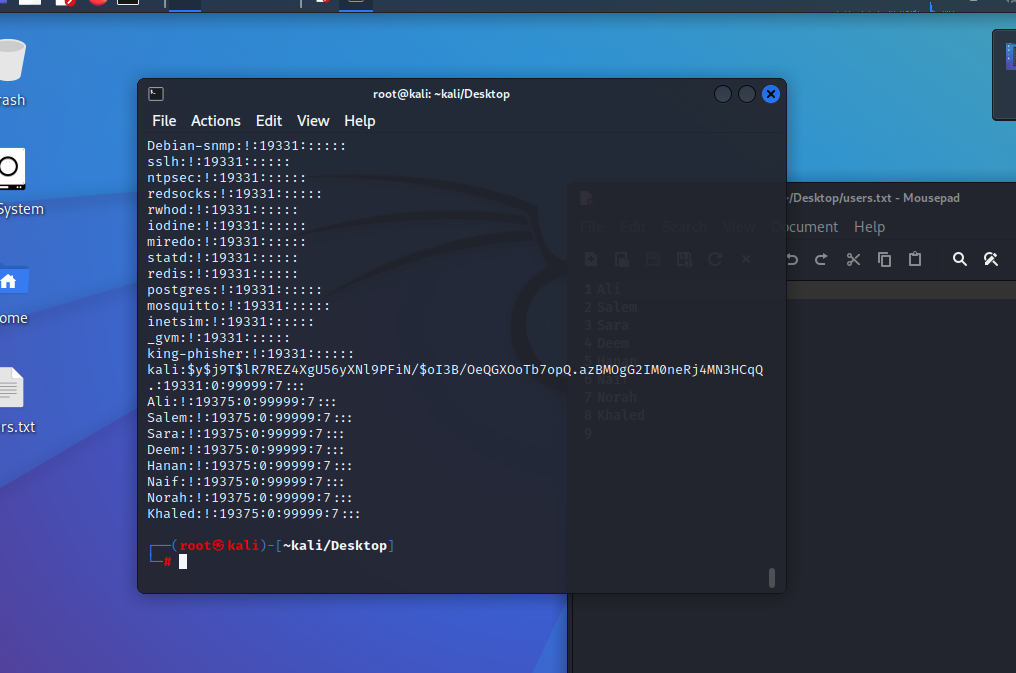 rash
System
ome
rs.txt
root@kali: ~kali/Desktop
File Actions Edit View Help
Debian-snmp:!:19331::::::
sslh:!:19331::::::
ntpsec:!:19331::::::
redsocks:!:19331::::::
rwhod:!:19331::::::
iodine:!:19331::::::
miredo:!:19331::::::
statd:!:19331::::::
redis:!:19331::::::
postgres:!:19331::::::
mosquitto:!:19331::::::
inetsim:!:19331::::::
_gvm:!:19331::::::
king-phisher:!:19331::::::
kali:$y$j9T$lR7REZ4XgU56yXNl9PFiN/$oI3B/OeQGXOoTb7opQ.azBMOgG2IM0neRj4MN3HCqQ
.:19331:0:99999:7:::
Ali:!:19375:0:99999:7:::
Salem:!:19375:0:99999:7:::
Sara:!:19375:0:99999:7:::
Deem:!:19375:0:99999:7:::
Hanan:!:19375:0:99999:7:::
Naif:!:19375:0:99999:7:::
Norah:!:19375:0:99999:7:::
Khaled:!:19375:0:99999:7:::
(root㉿kali)-[~kali/Desktop]
#
~/Desktop/users.txt - Mousepad
File Edit Search View Document Help
1 Ali
2 Salem
3 Sara
4 Deem
5 Hanan
6 Naif
7 Norah
8 Khaled
9